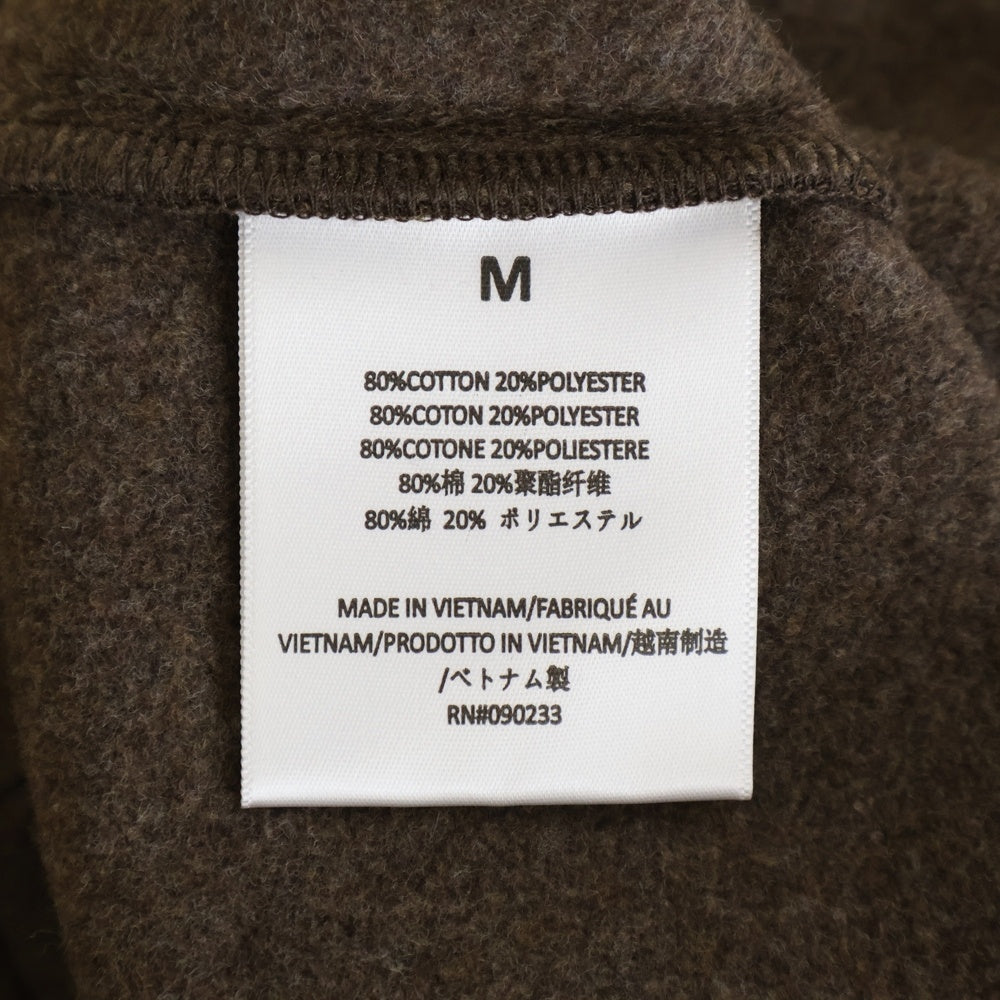 M
80%COTTON 20%POLYESTER
80%COTON 20%POLYESTER
80%COTONE 20%POLIESTERE
80%棉 20%聚酯纤维
80%綿 20% ポリエステル
MADE IN VIETNAM/FABRIQUÉ AU
VIETNAM/PRODOTTO IN VIETNAM/越南制造
/ベトナム製
RN#090233